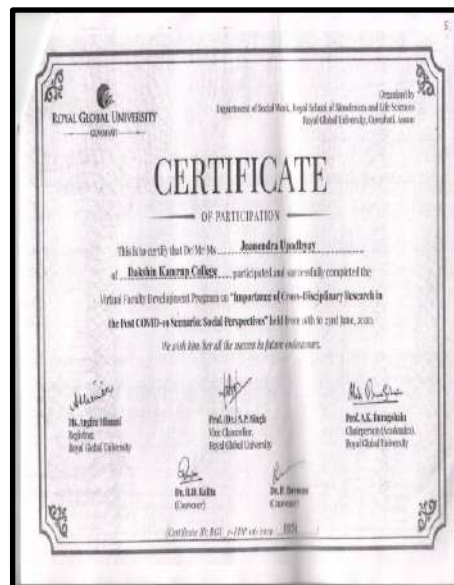 5
ROYAL GLOBAL UNIVERSITY
GUWAHATI
Organized by
Department of Social Work, Royal School of Humanities and Life Sciences
Royal Global University, Guwahati, Assam
CERTIFICATE
OF PARTICIPATION
This is to certify that Dr/ Mr/ Ms Jnanendra Upadhyay
of Dakshin Kamrup College participated and successfully completed the
Virtual Faculty Development Program on "Importance of Cross-Disciplinary Research in
the Post COVID-19 Scenario: Social Perspectives" held from to 23rd June, 2020.
We wish him/her all the success in future endeavours.
Ms. Angira Mimani
Registrar,
Royal Global University
Prof. (Dr.) S.P. Singh
Vice Chancellor,
Royal Global University
Prof. A.K. Buragohain
Chairperson (Academics),
Royal Global University
Dr. R.D.
(Convener)
Dr. D.
(Convener)
(Certificate ID: